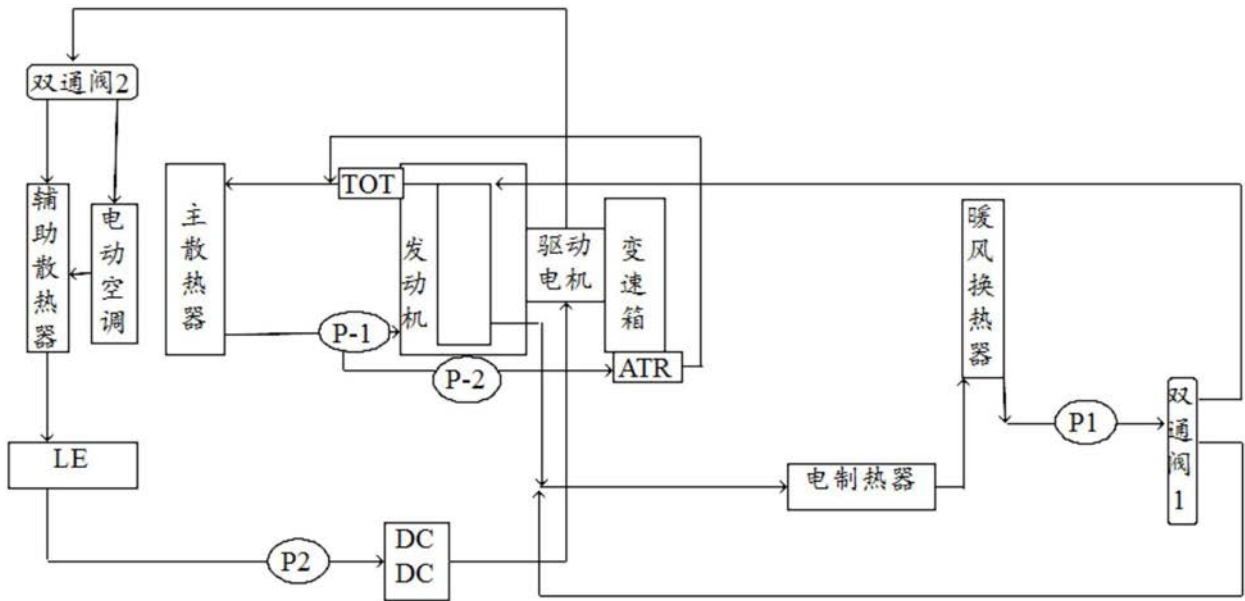 双通阀2
辅助散热器
电动空调
主散热器
TOT
发动机
驱动
电机
变速箱
ATR
P-1
P-2
暖风换热器
P1
双通阀1
电制热器
LE
P2
DC
DC